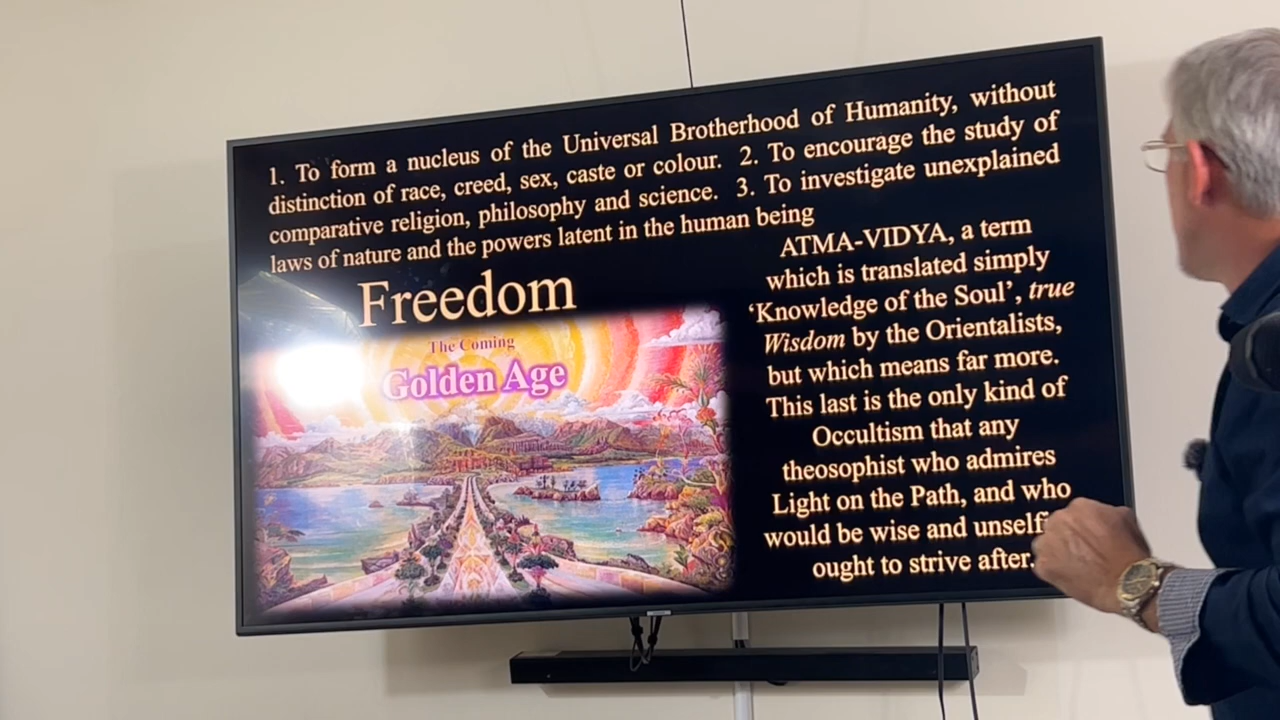 1. To form a nucleus of the Universal Brotherhood of Humanity, without
distinction of race, creed, sex, caste or colour. 2. To encourage the study of
comparative religion, philosophy and science. 3. To investigate unexplained
laws of nature and the powers latent in the human being
Freedom
The Coming
Golden Age
ATMA-VIDYA, a term
which is translated simply
‘Knowledge of the Soul’, true
Wisdom by the Orientalists,
but which means far more.
This last is the only kind of
Occultism that any
theosophist who admires
Light on the Path, and who
would be wise and
ought to strive after.